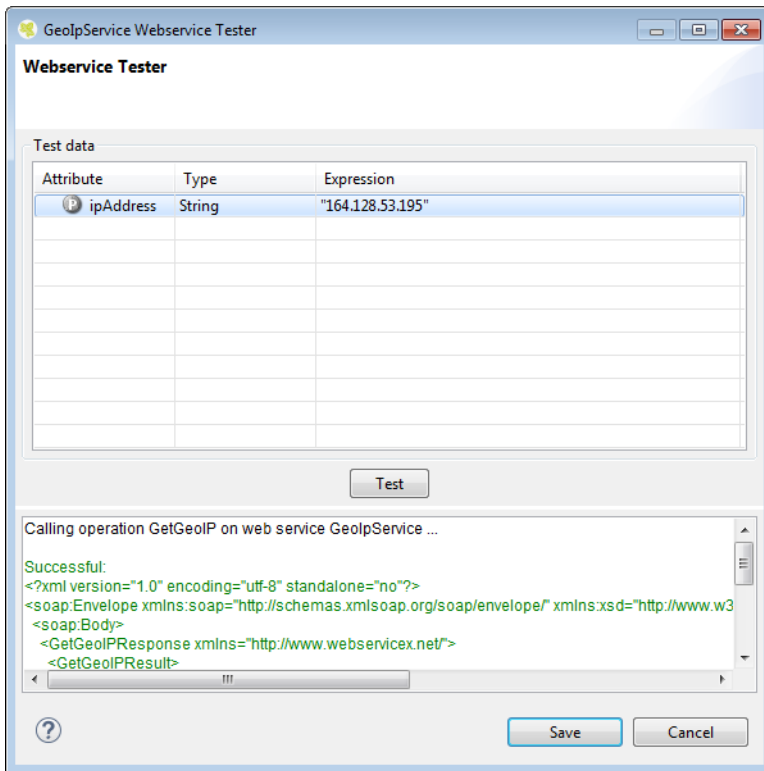 GeoIpService Webservice Tester
Webservice Tester
Test data
Attribute Type Expression
P ipAddress String "164.128.53.195"
Test
Calling operation GetGeoIP on web service GeoIpService ...
Successful:
<?xml version="1.0" encoding="utf-8" standalone="no"?>
<soap:Envelope xmlns:soap="http://schemas.xmlsoap.org/soap/envelope/" xmlns:xsd="http://www.w3
<soap:Body>
<GetGeoIPResponse xmlns="http://www.webservicex.net/">
<GetGeoIPResult>
? Save Cancel